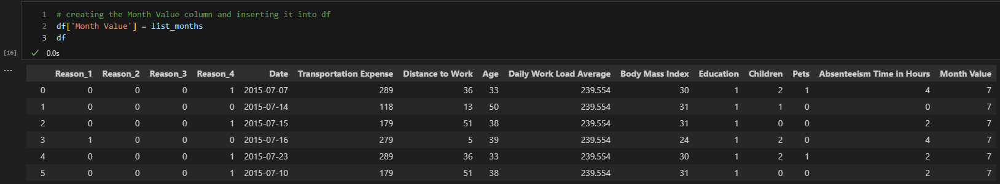 1 # creating the Month Value column and inserting it into df
2 df['Month Value'] = list_months
3 df
[16] ✓ 0.0s
...
Reason_1 Reason_2 Reason_3 Reason_4 Date Transportation Expense Distance to Work Age Daily Work Load Average Body Mass Index Education Children Pets Absenteeism Time in Hours Month Value
0 0 0 0 1 2015-07-07 289 36 33 239.554 30 1 2 1 4 7
1 0 0 0 0 2015-07-14 118 13 50 239.554 31 1 1 0 0 7
2 0 0 0 1 2015-07-15 179 51 38 239.554 31 1 0 0 2 7
3 1 0 0 0 2015-07-16 279 5 39 239.554 24 1 2 0 4 7
4 0 0 0 1 2015-07-23 289 36 33 239.554 30 1 2 1 2 7
5 0 0 0 1 2015-07-10 179 51 38 239.554 31 1 0 0 2 7